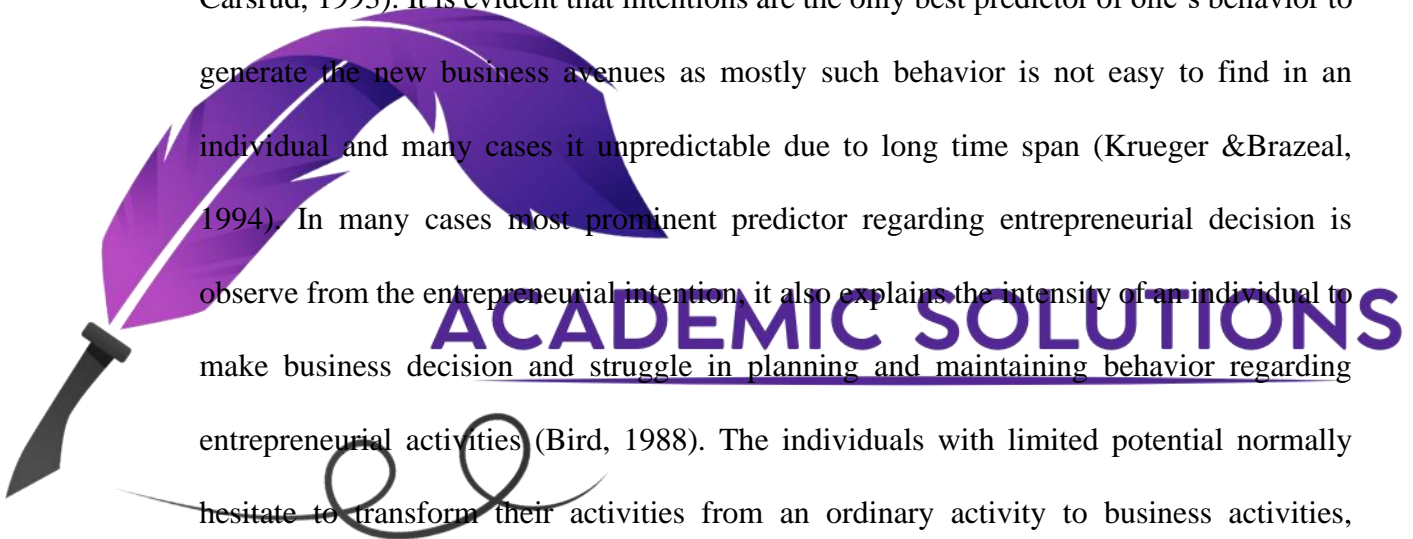 Carsrud, 1993). It is evident that intentions are the only best predictor of one's behavior to
generate the new business avenues as mostly such behavior is not easy to find in an
individual and many cases it unpredictable due to long time span (Krueger &Brazeal,
1994). In many cases most prominent predictor regarding entrepreneurial decision is
observe from the entrepreneurial intention, it also explains the intensity of an individual to
ACADEMIC SOLUTIONS
make business decision and struggle in planning and maintaining behavior regarding
entrepreneurial activities (Bird, 1988). The individuals with limited potential normally
hesitate to transform their activities from an ordinary activity to business activities,